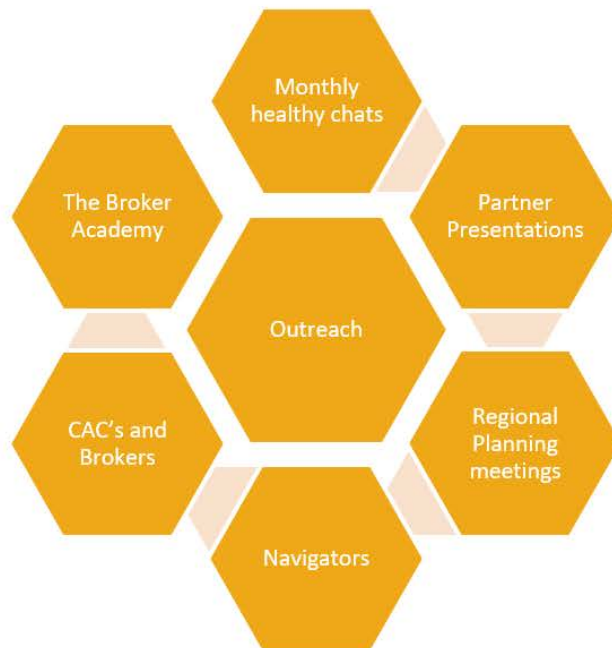 Monthly
healthy chats
The Broker
Academy
Partner
Presentations
Outreach
CAC's and
Brokers
Regional
Planning
meetings
Navigators